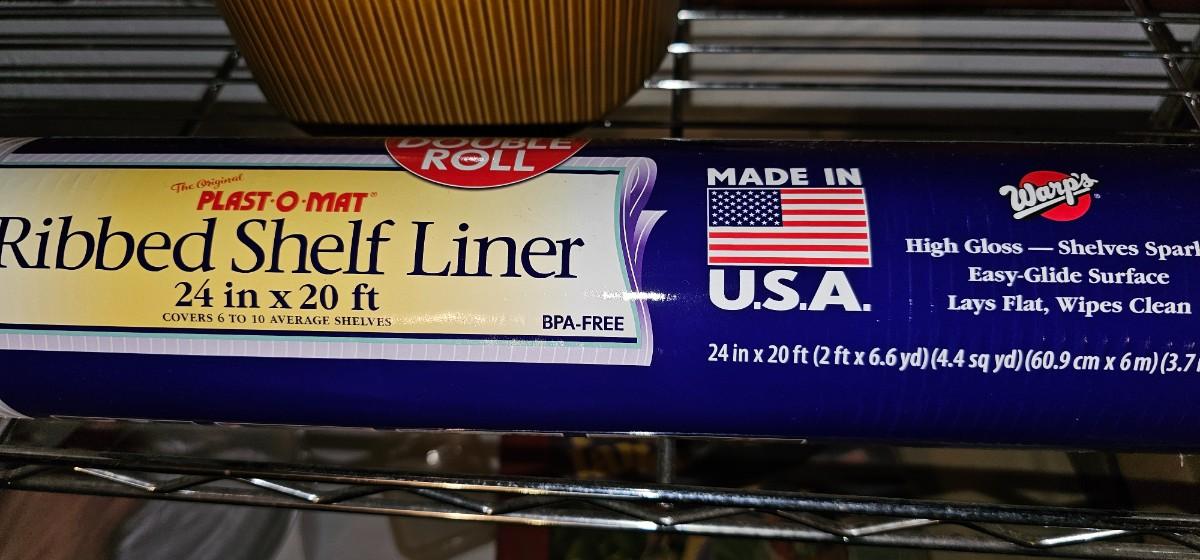 DOUBLE
ROLL
The Original
PLAST·O·MAT®
Ribbed Shelf Liner
24 in x 20 ft
COVERS 6 TO 10 AVERAGE SHELVES
BPA-FREE
MADE IN
U.S.A.
Warp's®
High Gloss — Shelves
Easy-Glide Surface
Lays Flat, Wipes Clean
24 in x 20 ft (2 ft x 6.6 yd) (4.4 sq yd) (60.9 cm x 6 m) (3.7